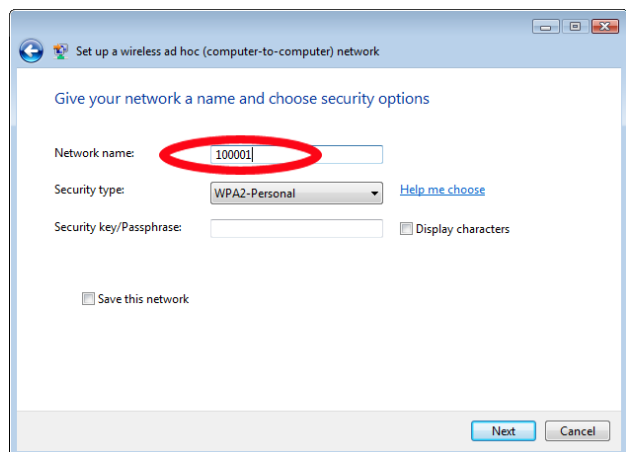 Set up a wireless ad hoc (computer-to-computer) network
Give your network a name and choose security options
Network name: 100001
Security type: WPA2-Personal Help me choose
Security key/Passphrase: Display characters
Save this network
Next Cancel